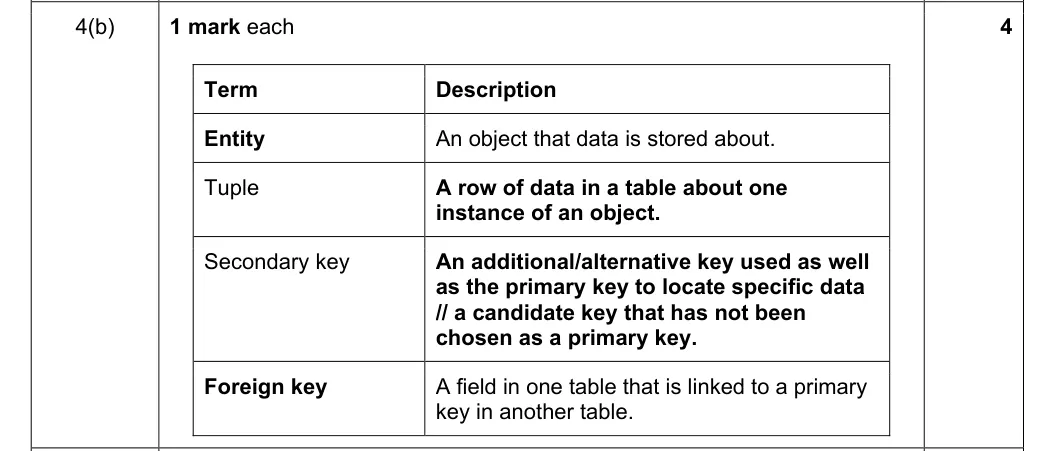 4(b) 1 mark each 4
Term Description
Entity An object that data is stored about.
Tuple A row of data in a table about one
instance of an object.
Secondary key An additional/alternative key used as well
as the primary key to locate specific data
// a candidate key that has not been
chosen as a primary key.
Foreign key A field in one table that is linked to a primary
key in another table.